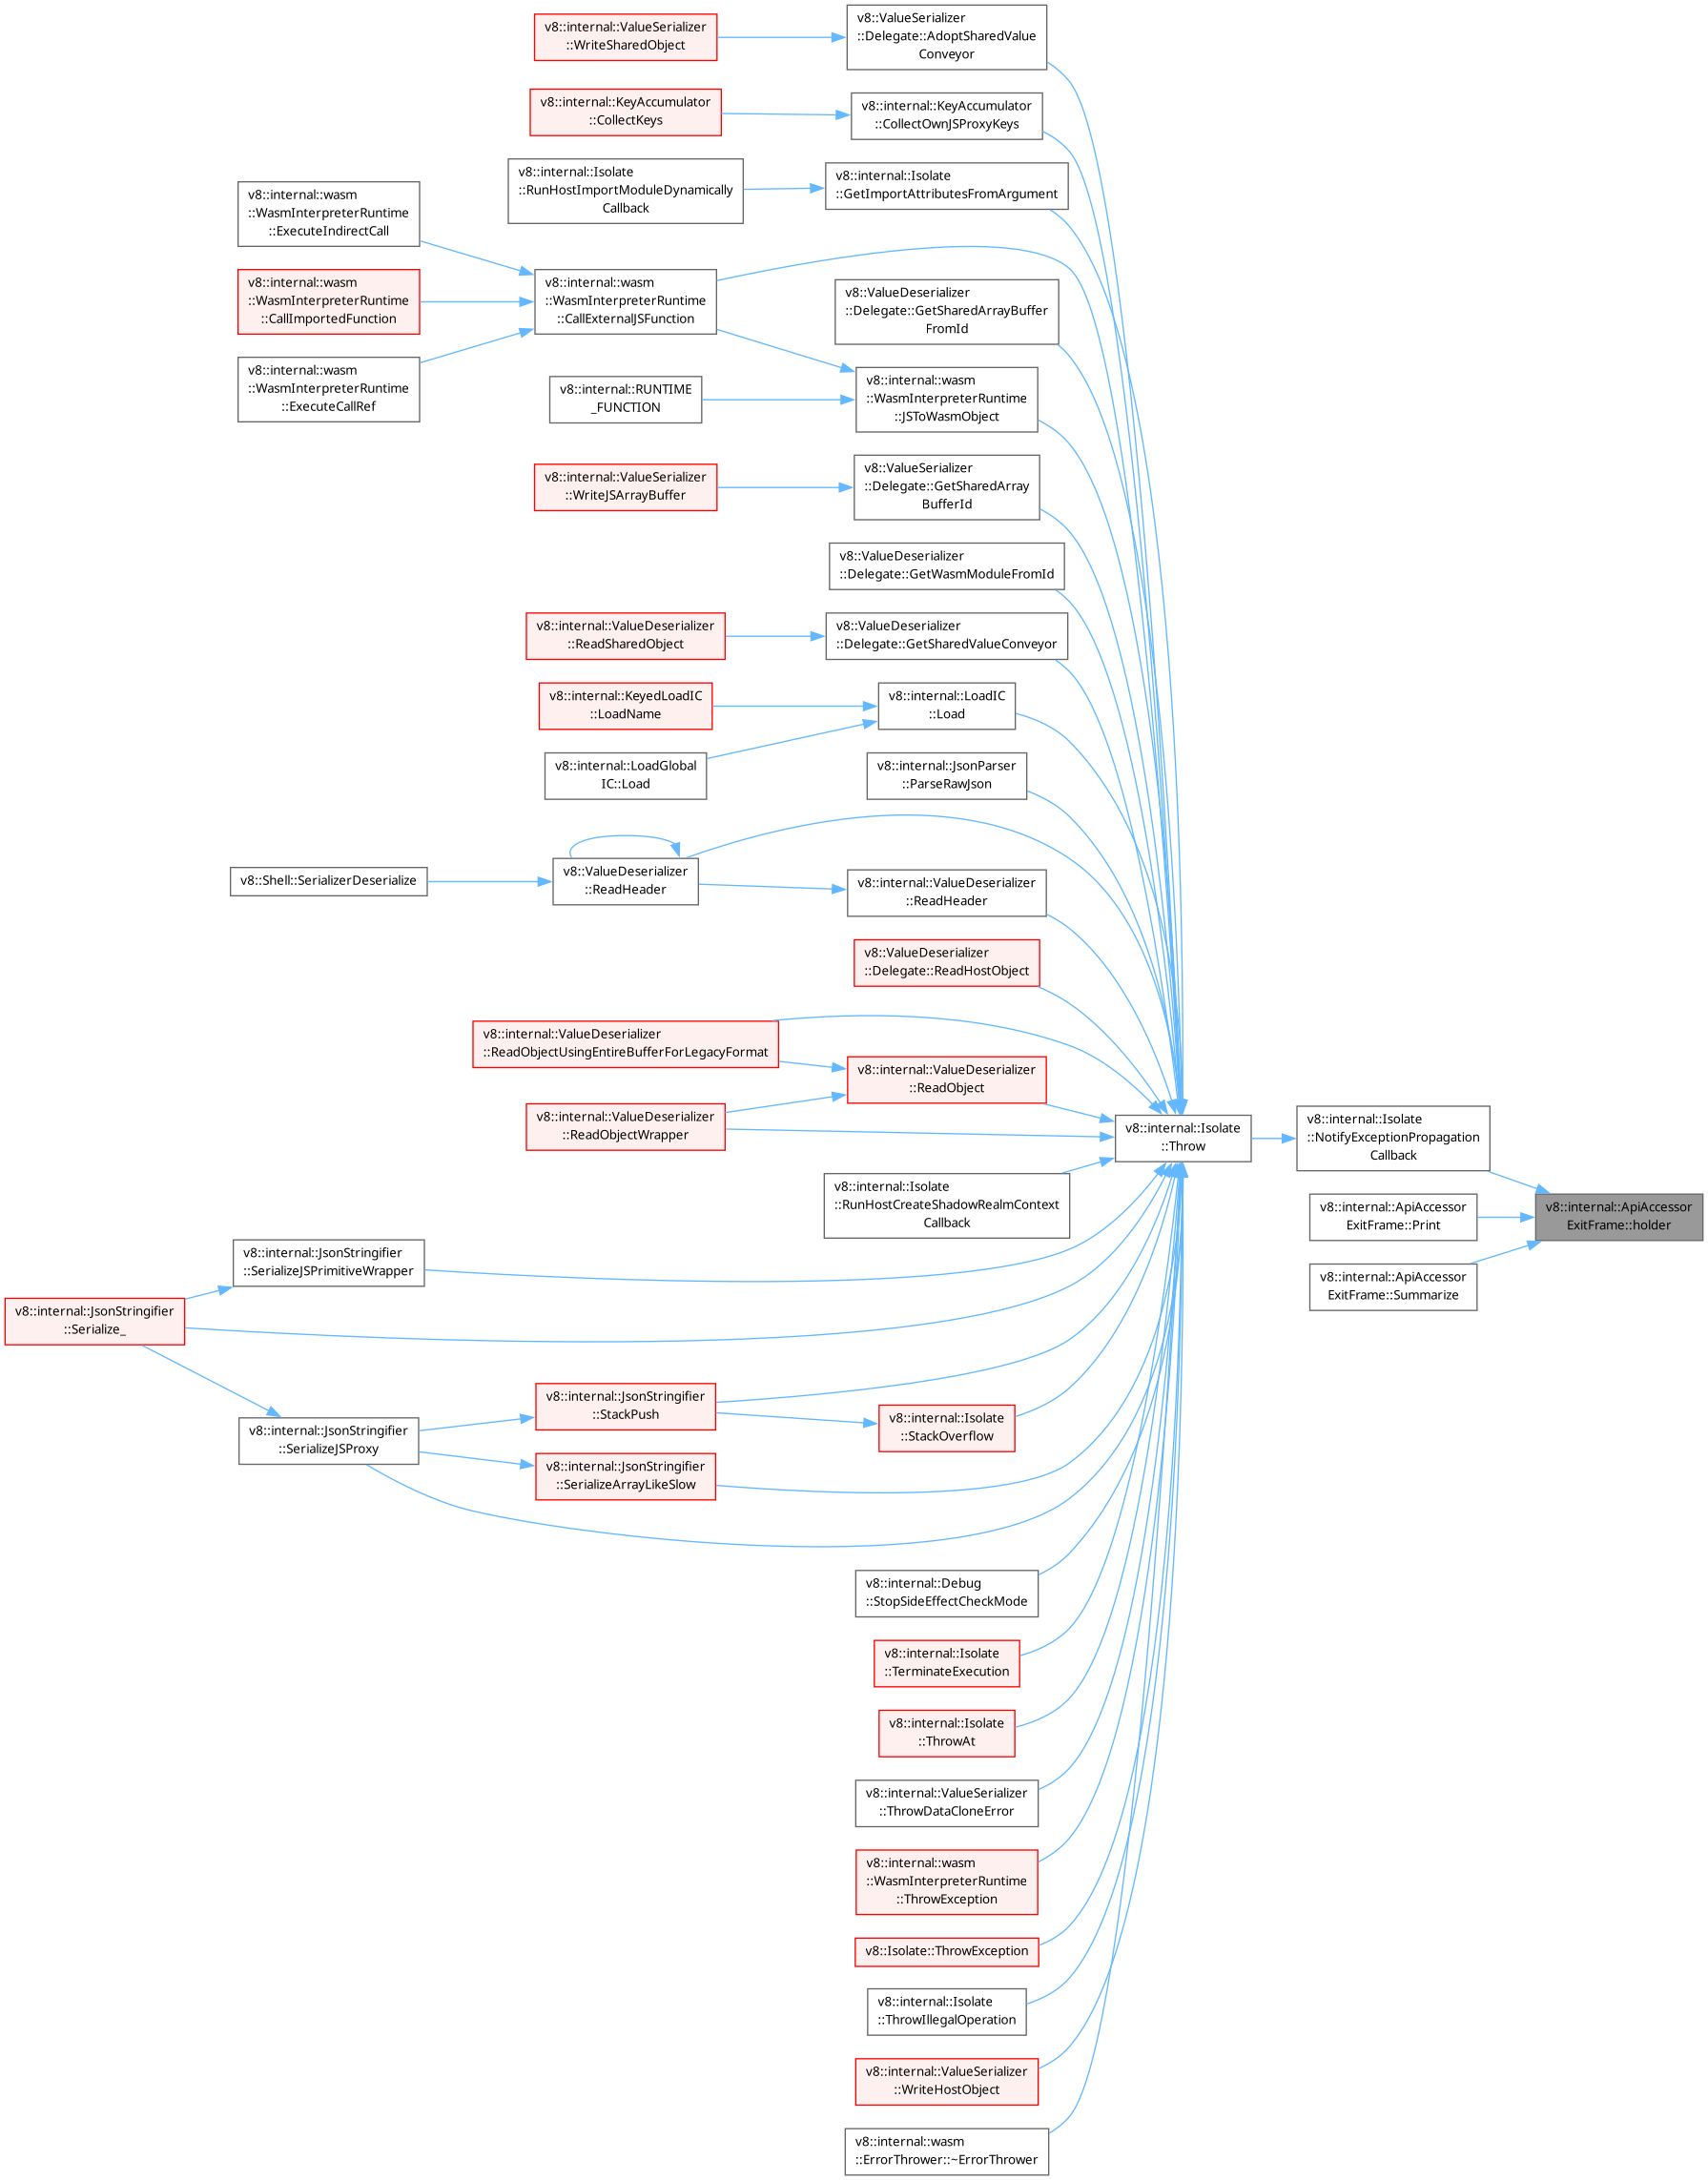 v8::internal::ValueSerializer
::WriteSharedObject
v8::ValueSerializer
::Delegate::AdoptSharedValue
Conveyor
v8::internal::KeyAccumulator
::CollectKeys
v8::internal::KeyAccumulator
::CollectOwnJSProxyKeys
v8::internal::Isolate
::RunHostImportModuleDynamically
Callback
v8::internal::Isolate
::GetImportAttributesFromArgument
v8::internal::wasm
::WasmInterpreterRuntime
::ExecuteIndirectCall
v8::internal::wasm
::WasmInterpreterRuntime
::CallImportedFunction
v8::internal::wasm
::WasmInterpreterRuntime
::CallExternalJSFunction
v8::ValueDeserializer
::Delegate::GetSharedArrayBuffer
FromId
v8::internal::wasm
::WasmInterpreterRuntime
::ExecuteCallRef
v8::internal::RUNTIME
_FUNCTION
v8::internal::wasm
::WasmInterpreterRuntime
::JSToWasmObject
v8::internal::ValueSerializer
::WriteJSArrayBuffer
v8::ValueSerializer
::Delegate::GetSharedArray
BufferId
v8::ValueDeserializer
::Delegate::GetWasmModuleFromId
v8::internal::ValueDeserializer
::ReadSharedObject
v8::ValueDeserializer
::Delegate::GetSharedValueConveyor
v8::internal::KeyedLoadIC
::LoadName
v8::internal::LoadIC
::Load
v8::internal::LoadGlobal
IC::Load
v8::internal::JsonParser
::ParseRawJson
v8::Shell::SerializerDeserialize
v8::ValueDeserializer
::ReadHeader
v8::internal::ValueDeserializer
::ReadHeader
v8::ValueDeserializer
::Delegate::ReadHostObject
v8::internal::ValueDeserializer
::ReadObjectUsingEntireBufferForLegacyFormat
v8::internal::ValueDeserializer
::ReadObject
v8::internal::ValueDeserializer
::ReadObjectWrapper
v8::internal::Isolate
::Throw
v8::internal::Isolate
::NotifyExceptionPropagation
Callback
v8::internal::Isolate
::RunHostCreateShadowRealmContext
Callback
v8::internal::ApiAccessor
ExitFrame::Print
v8::internal::ApiAccessor
ExitFrame::holder
v8::internal::ApiAccessor
ExitFrame::Summarize
v8::internal::JsonStringifier
::SerializeJSPrimitiveWrapper
v8::internal::JsonStringifier
::Serialize_
v8::internal::JsonStringifier
::StackPush
v8::internal::Isolate
::StackOverflow
v8::internal::JsonStringifier
::SerializeJSProxy
v8::internal::JsonStringifier
::SerializeArrayLikeSlow
v8::internal::Debug
::StopSideEffectCheckMode
v8::internal::Isolate
::TerminateExecution
v8::internal::Isolate
::ThrowAt
v8::internal::ValueSerializer
::ThrowDataCloneError
v8::internal::wasm
::WasmInterpreterRuntime
::ThrowException
v8::Isolate::ThrowException
v8::internal::Isolate
::ThrowIllegalOperation
v8::internal::ValueSerializer
::WriteHostObject
v8::internal::wasm
::ErrorThrower::~ErrorThrower